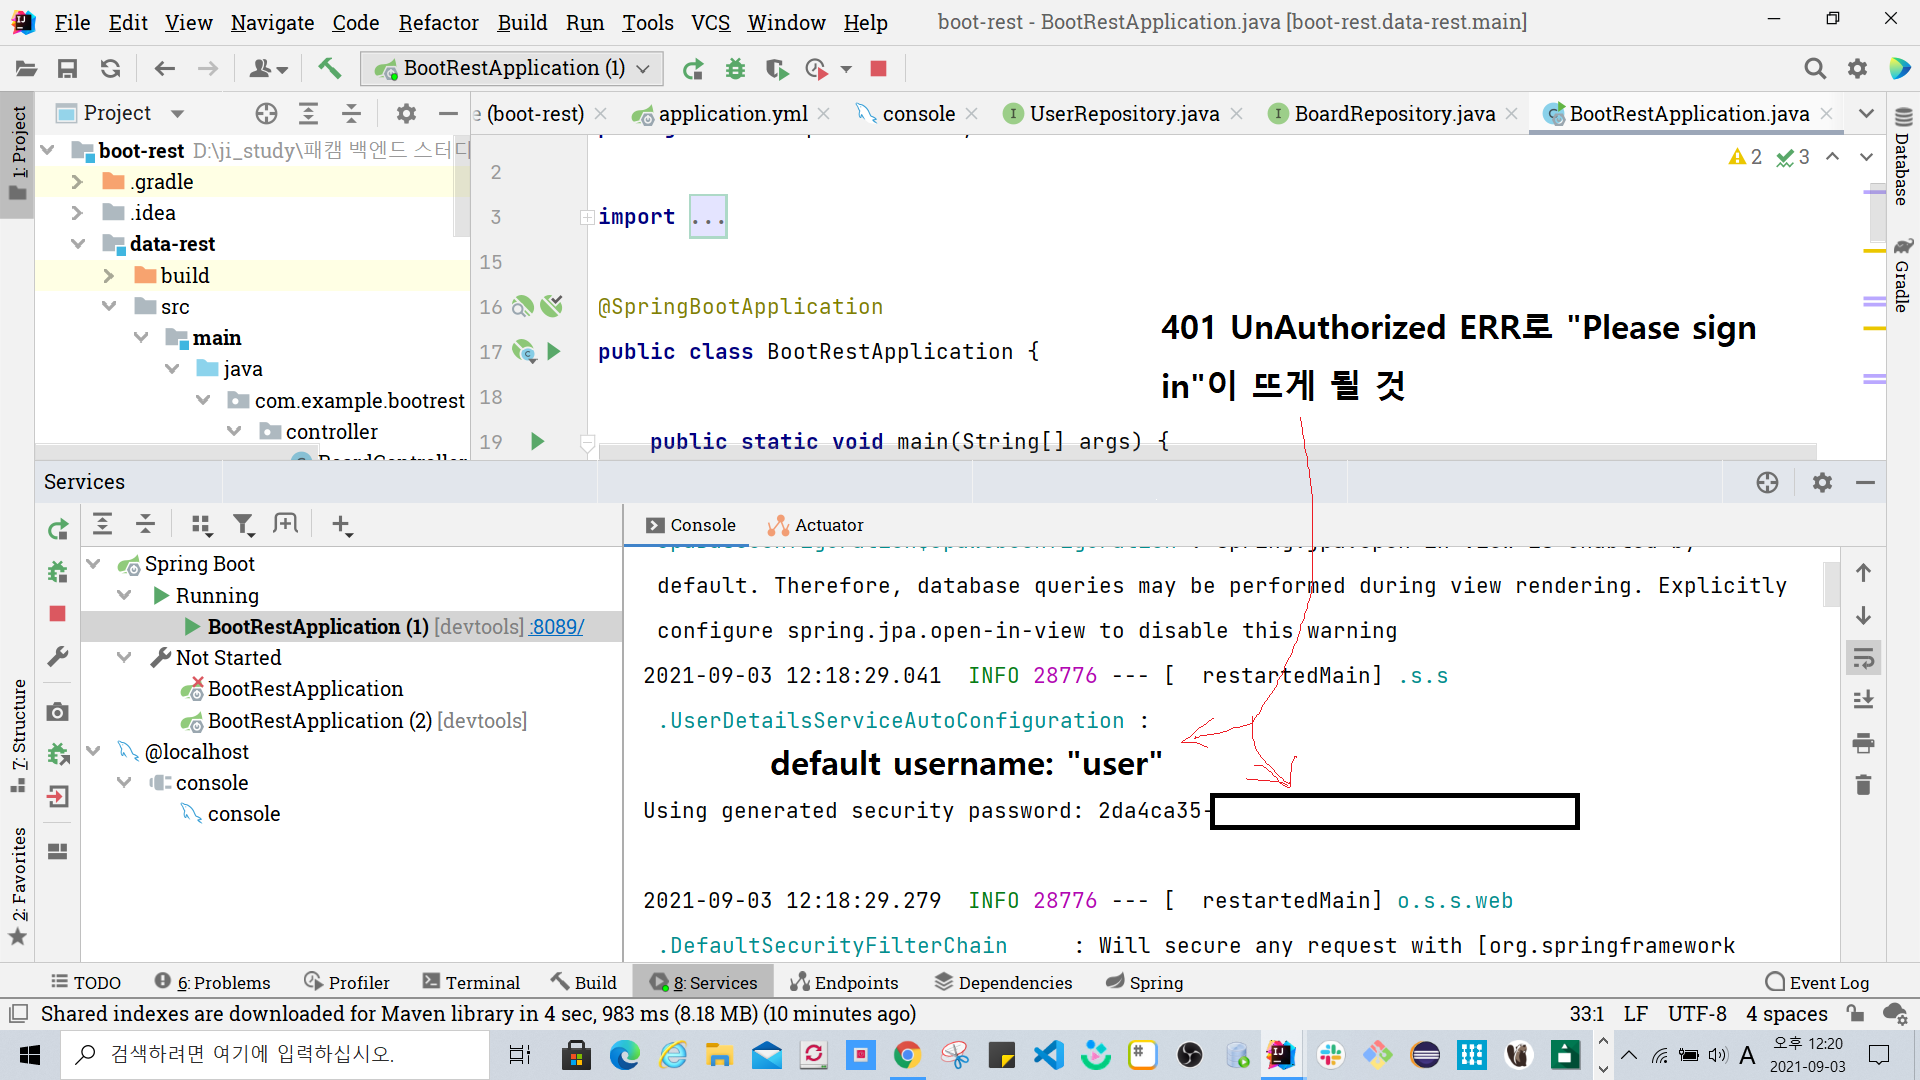 File Edit View Navigate Code Refactor Build Run Tools VCS Window Help boot-rest - BootRestApplication.java [boot-rest.data-rest.main]
BootRestApplication (1)
Project
e (boot-rest) application.yml console UserRepository.java BoardRepository.java BootRestApplication.java
1: Project
boot-rest D:\ji_study\패캠 백엔드 스터디
.gradle
.idea
data-rest
build
src
main
java
com.example.bootrest
controller
BoardController
2
3 import ...
15
16 @SpringBootApplication
17 public class BootRestApplication {
18
19 public static void main(String[] args) {
2 3
Database
Gradle
401 UnAuthorized ERR로 "Please sign
in"이 뜨게 될 것
Services
Spring Boot
Running
BootRestApplication (1) [devtools] :8089/
Not Started
BootRestApplication
BootRestApplication (2) [devtools]
@localhost
console
console
7: Structure
2: Favorites
Console Actuator
default. Therefore, database queries may be performed during view rendering. Explicitly
configure spring.jpa.open-in-view to disable this warning
2021-09-03 12:18:29.041 INFO 28776 --- [ restartedMain] .s.s
.UserDetailsServiceAutoConfiguration :
default username: "user"
Using generated security password: 2da4ca35-
2021-09-03 12:18:29.279 INFO 28776 --- [ restartedMain] o.s.s.web
.DefaultSecurityFilterChain : Will secure any request with [org.springframework
TODO 6: Problems Profiler Terminal Build 8: Services Endpoints Dependencies Spring Event Log
Shared indexes are downloaded for Maven library in 4 sec, 983 ms (8.18 MB) (10 minutes ago) 33:1 LF UTF-8 4 spaces
검색하려면 여기에 입력하십시오.
A 오후 12:20
2021-09-03